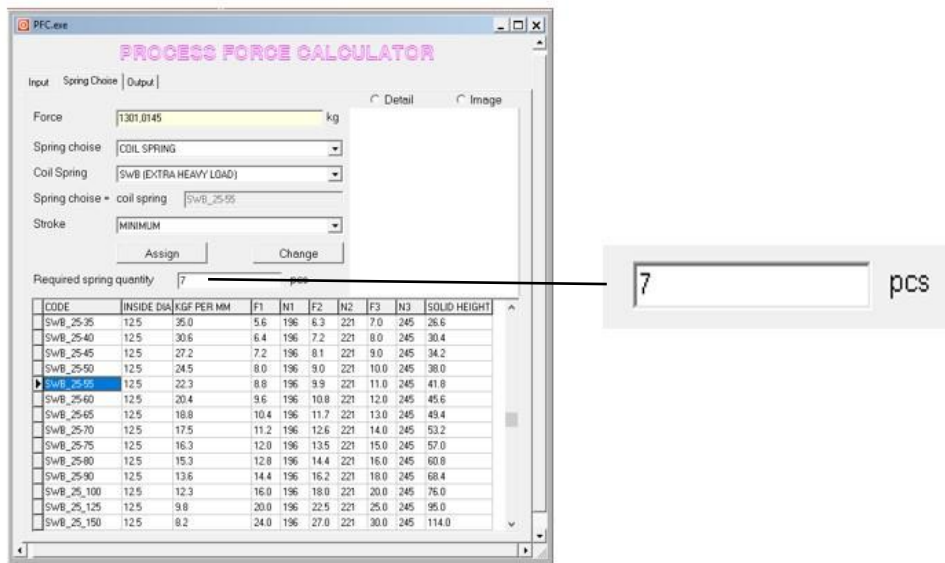 PFC.exe
PROCESS FORCE CALCULATOR
Input Spring Choise Output
Detail Image
Force 1301,0145 kg
Spring choise COIL SPRING
Coil Spring SWB (EXTRA HEAVY LOAD)
Spring choise = coil spring SWB_25-55
Stroke MINIMUM
Assign Change
Required spring quantity 7 pcs
7 pcs
CODE INSIDE DIA KGF PER MM F1 N1 F2 N2 F3 N3 SOLID HEIGHT
SWB_25-35 12.5 35.0 5.6 196 6.3 221 7.0 245 26.6
SWB_25-40 12.5 30.6 6.4 196 7.2 221 8.0 245 30.4
SWB_25-45 12.5 27.2 7.2 196 8.1 221 9.0 245 34.2
SWB_25-50 12.5 24.5 8.0 196 9.0 221 10.0 245 38.0
SWB_25-55 12.5 22.3 8.8 196 9.9 221 11.0 245 41.8
SWB_25-60 12.5 20.4 9.6 196 10.8 221 12.0 245 45.6
SWB_25-65 12.5 18.8 10.4 196 11.7 221 13.0 245 49.4
SWB_25-70 12.5 17.5 11.2 196 12.6 221 14.0 245 53.2
SWB_25-75 12.5 16.3 12.0 196 13.5 221 15.0 245 57.0
SWB_25-80 12.5 15.3 12.8 196 14.4 221 16.0 245 60.8
SWB_25-90 12.5 13.6 14.4 196 16.2 221 18.0 245 68.4
SWB_25_100 12.5 12.3 16.0 196 18.0 221 20.0 245 76.0
SWB_25_125 12.5 9.8 20.0 196 22.5 221 25.0 245 95.0
SWB_25_150 12.5 8.2 24.0 196 27.0 221 30.0 245 114.0